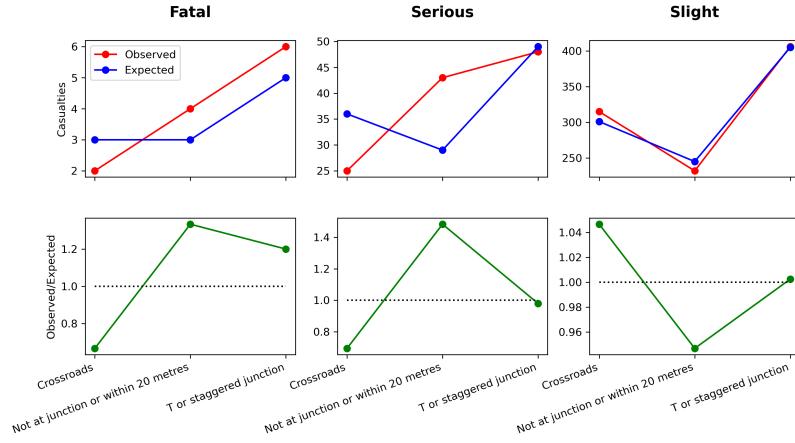 Fatal
Serious
Slight
Casualties
6
5
4
3
2
Observed
Expected
50
45
40
35
30
25
400
350
300
250
Observed/Expected
1.2
1.0
0.8
1.4
1.2
1.0
0.8
1.04
1.02
1.00
0.98
0.96
Crossroads
Not at junction or within 20 metres
T or staggered junction
Crossroads
Not at junction or within 20 metres
T or staggered junction
Crossroads
Not at junction or within 20 metres
T or staggered junction